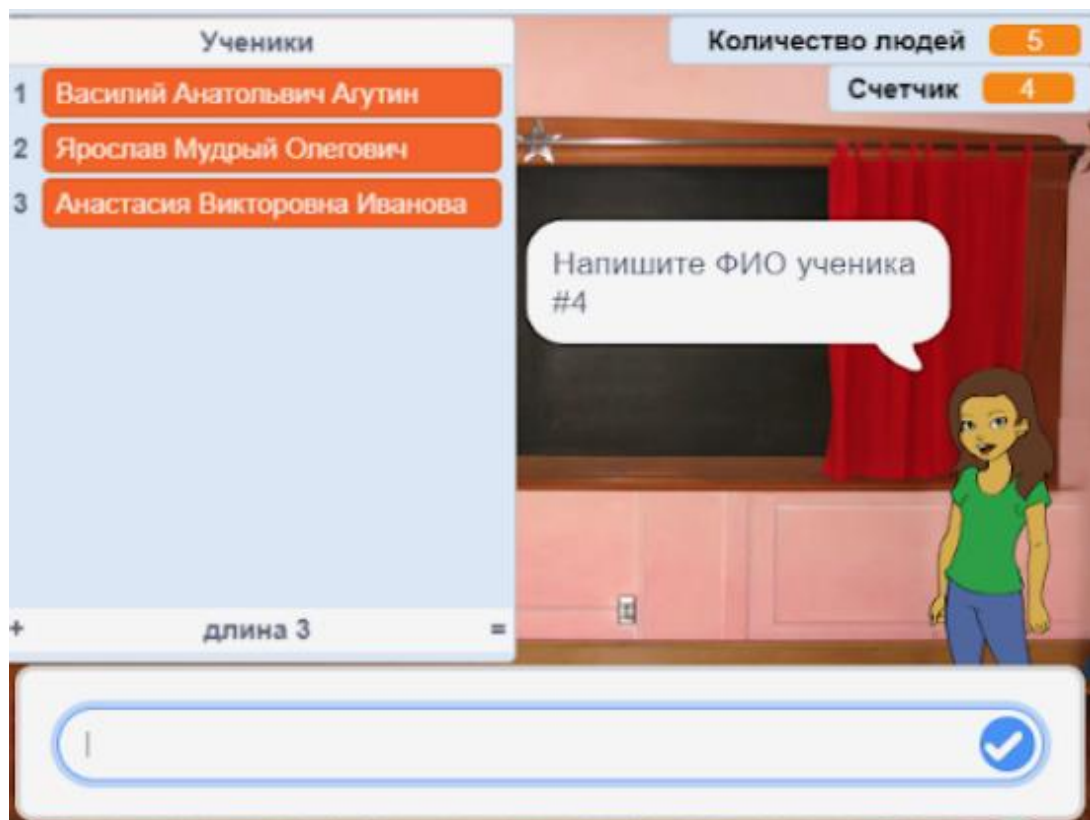 Ученики
1 Василий Анатольвич Агутин
2 Ярослав Мудрый Олегович
3 Анастасия Викторовна Иванова
+ длина 3 =
Количество людей 5
Счетчик 4
Напишите ФИО ученика
#4